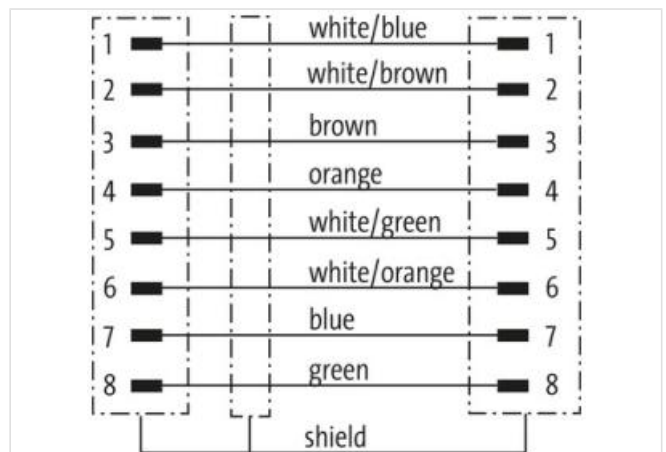 1 white/blue 1
2 white/brown 2
3 brown 3
4 orange 4
5 white/green 5
6 white/orange 6
7 blue 7
8 green 8
shield